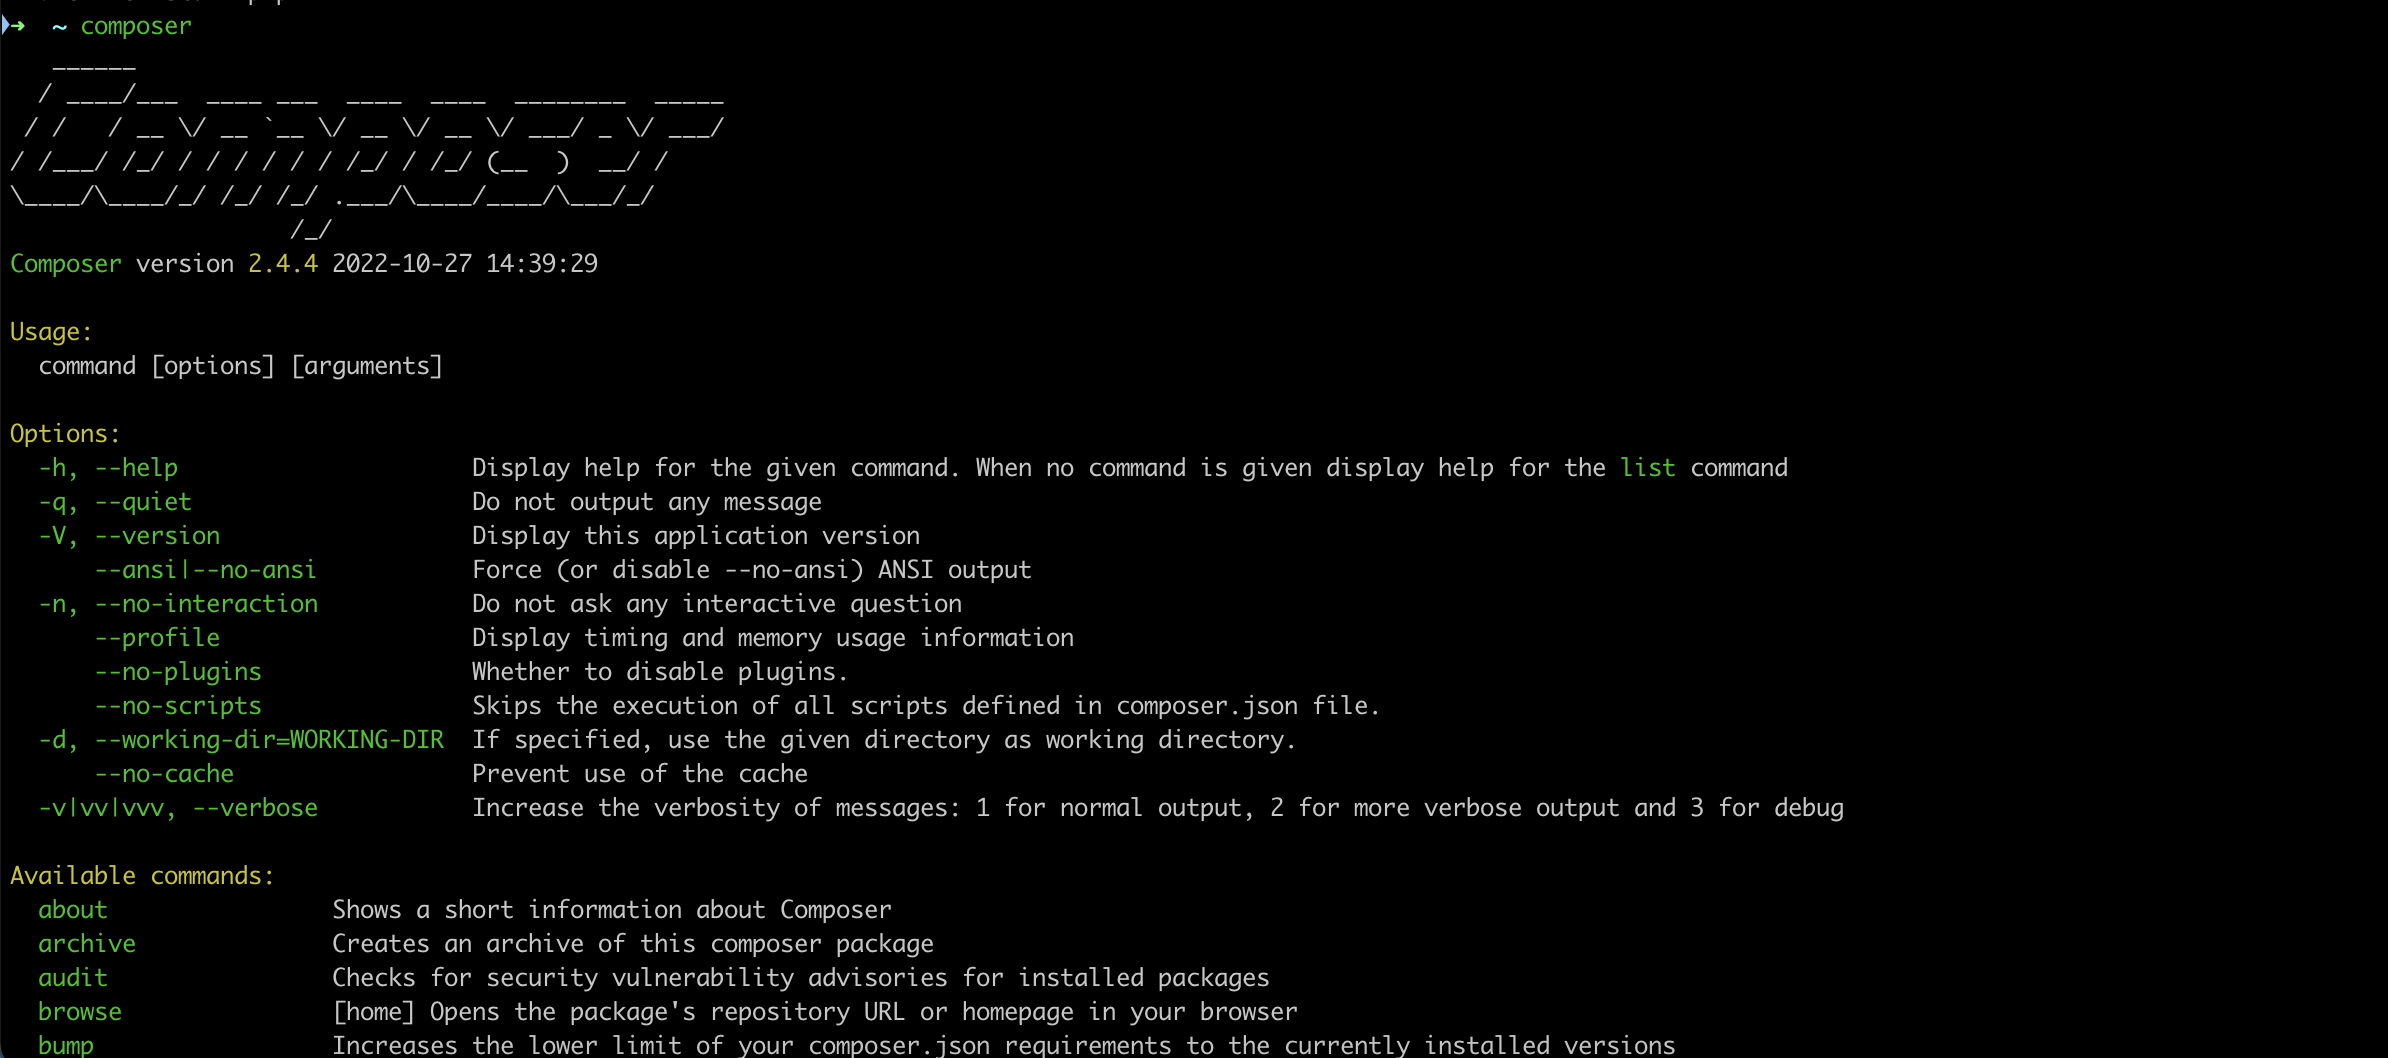 ➜  ~ composer
   ______
  / ____/___  ____ ___  ____  ____  ________  _____
 / /   / __ \/ __ `__ \/ __ \/ __ \/ ___/ _ \/ ___/
/ /___/ /_/ / / / / / / /_/ / /_/ (__  )  __/ /
\____/\____/_/ /_/ /_/ .___/\____/____/\___/_/
                    /_/
Composer version 2.4.4 2022-10-27 14:39:29

Usage:
  command [options] [arguments]

Options:
  -h, --help                     Display help for the given command. When no command is given display help for the list command
  -q, --quiet                    Do not output any message
  -V, --version                  Display this application version
      --ansi|--no-ansi           Force (or disable --no-ansi) ANSI output
  -n, --no-interaction           Do not ask any interactive question
      --profile                  Display timing and memory usage information
      --no-plugins               Whether to disable plugins.
      --no-scripts               Skips the execution of all scripts defined in composer.json file.
  -d, --working-dir=WORKING-DIR  If specified, use the given directory as working directory.
      --no-cache                 Prevent use of the cache
  -v|vv|vvv, --verbose           Increase the verbosity of messages: 1 for normal output, 2 for more verbose output and 3 for debug

Available commands:
  about                Shows a short information about Composer
  archive              Creates an archive of this composer package
  audit                Checks for security vulnerability advisories for installed packages
  browse               [home] Opens the package's repository URL or homepage in your browser
  bump                 Increases the lower limit of your composer.json requirements to the currently installed versions